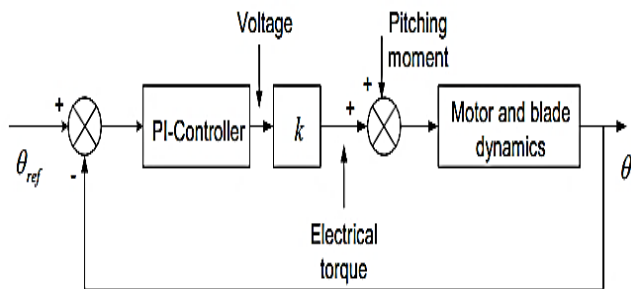 Voltage
Pitching
moment
+
+
+
PI-Controller
k
Motor and blade
dynamics
θref
-
θ
Electrical
torque